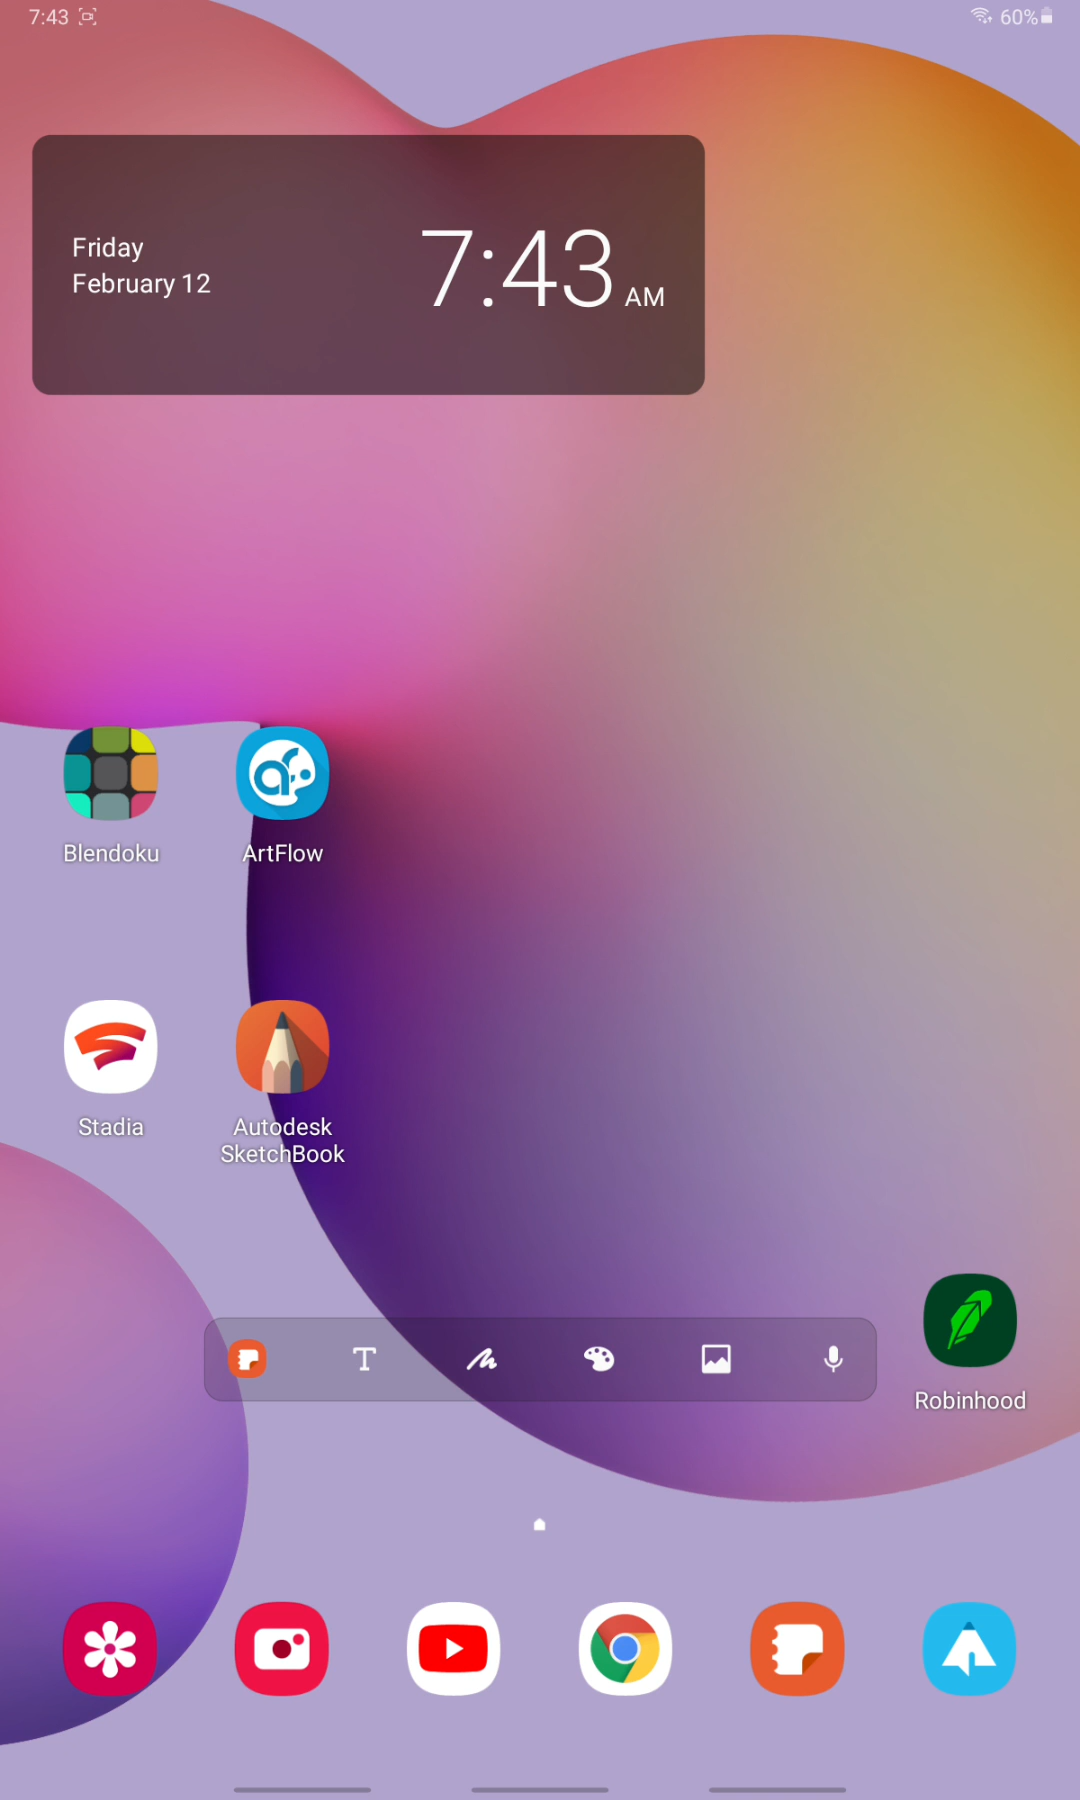 7:43
60%
Friday
February 12
7:43 AM
Blendoku
ArtFlow
Stadia
Autodesk
SketchBook
T
Robinhood